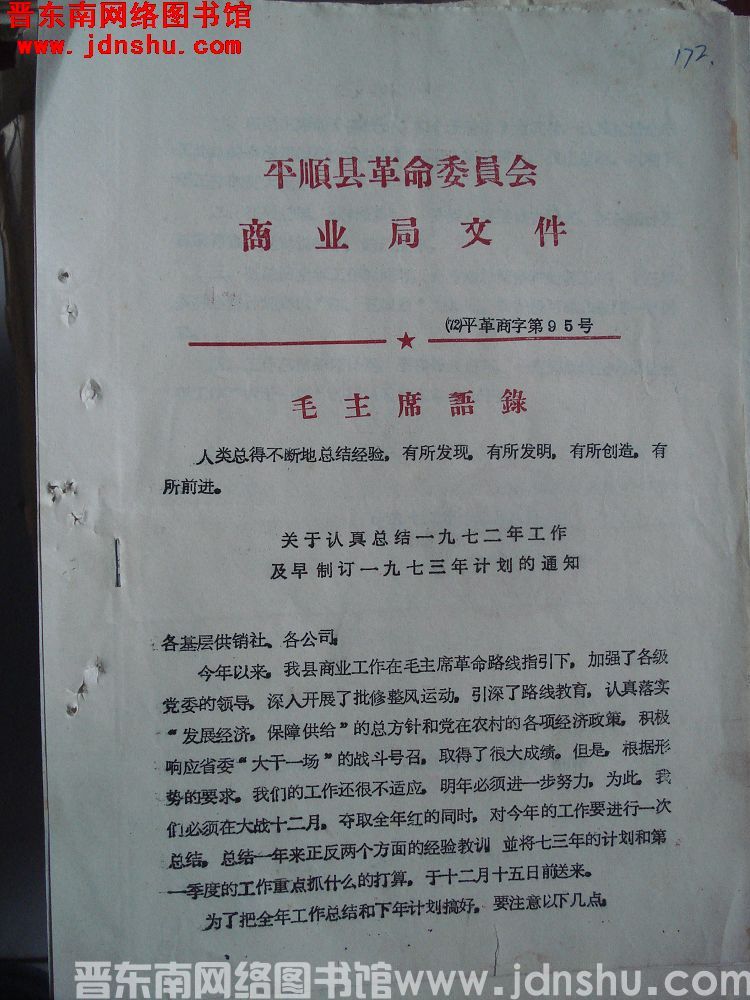 晋东南网络图书馆
www.jdnshu.com
172.
平順县革命委員会
商业局文件
(72)平革商字第95号
毛主席語錄
人类总得不断地总结经验，有所发现，有所发明，有所创造，有
所前进。
关于认真总结一九七二年工作
及早制订一九七三年计划的通知
各基层供销社、各公司，
今年以来，我县商业工作在毛主席革命路线指引下，加强了各级
党委的领导，深入开展了批修整风运动，引深了路线教育，认真落实
“发展经济，保障供给”的总方针和党在农村的各项经济政策，积极
响应省委“大干一场”的战斗号召，取得了很大成绩。但是，根据形
势的要求，我们的工作还很不适应，明年必须进一步努力，为此，我
们必须在大战十二月，夺取全年红的同时，对今年的工作要进行一次
总结，总结一年来正反两个方面的经验教训 並将七三年的计划和第
一季度的工作重点抓什么的打算，于十二月十五日前送来。
为了把全年工作总结和下年计划搞好，要注意以下几点。
晋东南网络图书馆www.jdnshu.com